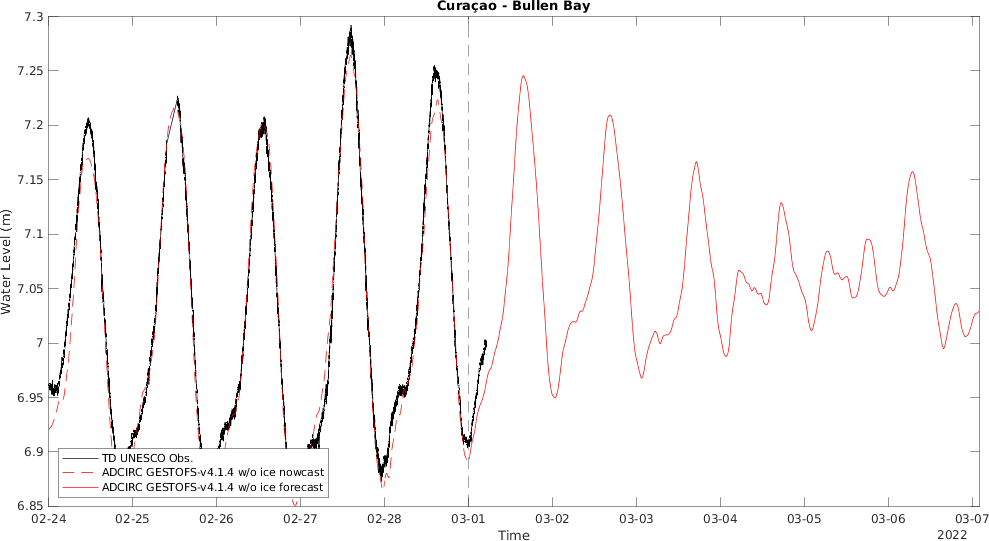 Curaçao - Bullen Bay
7.3
7.25
7.2
7.15
7.1
7.05
7
6.95
6.9
6.85
Water Level (m)
TD UNESCO Obs.
ADCIRC GESTOFS-v4.1.4 w/o ice nowcast
ADCIRC GESTOFS-v4.1.4 w/o ice forecast
02-24 02-25 02-26 02-27 02-28 03-01 03-02 03-03 03-04 03-05 03-06 03-07
Time
2022